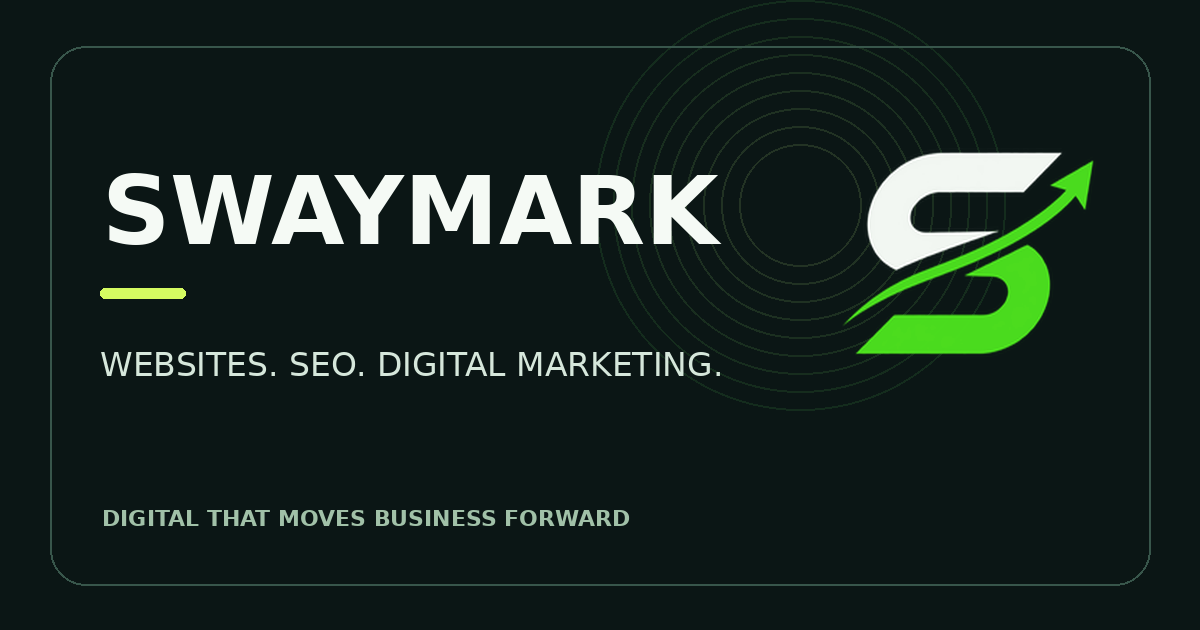 SWAYMARK
WEBSITES. SEO. DIGITAL MARKETING.
DIGITAL THAT MOVES BUSINESS FORWARD